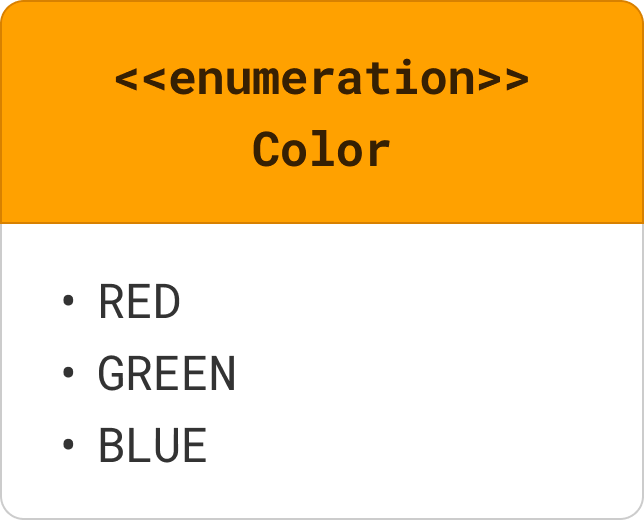 <<enumeration>>
Color
• RED
• GREEN
• BLUE